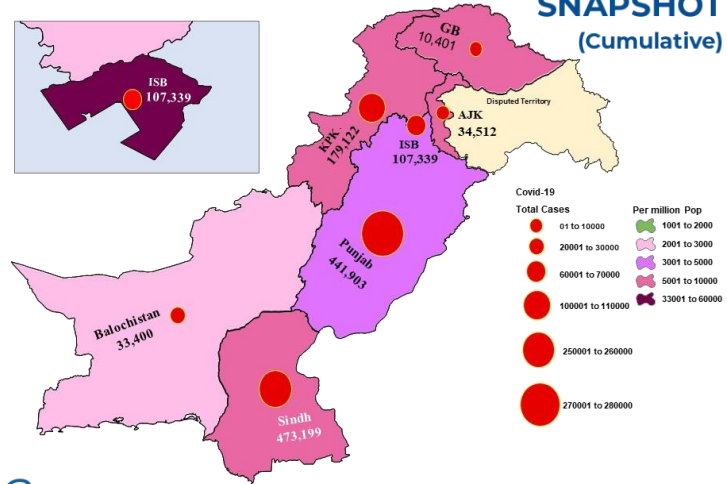 SNAPSHOT
(Cumulative)
GB
10,401
ISB
107,339
Disputed Territory
AJK
34,512
KPK
179,122
ISB
107,339
Punjab
441,903
Balochistan
33,400
Sindh
473,199
Covid-19
Total Cases
01 to 10000
20001 to 30000
60001 to 70000
100001 to 110000
250001 to 260000
270001 to 280000
Per million Pop
1001 to 2000
2001 to 3000
3001 to 5000
5001 to 10000
33001 to 60000